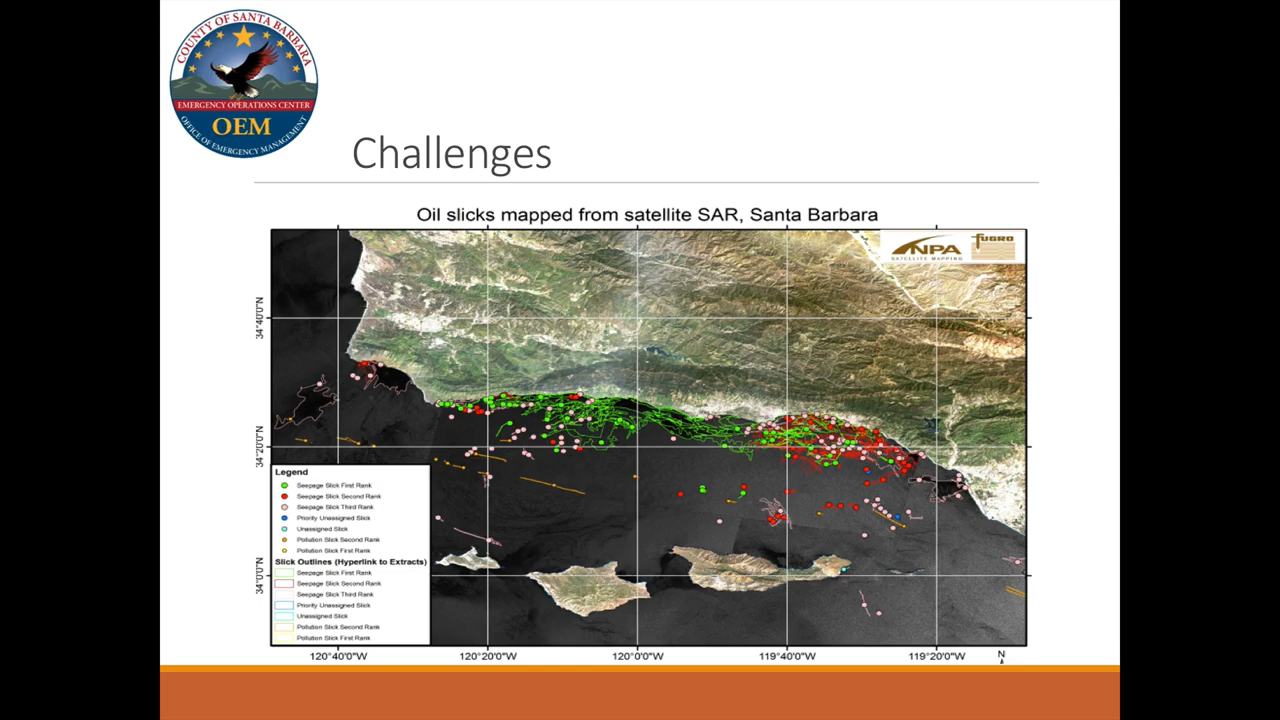 COUNTY OF SANTA BARBARA
EMERGENCY OPERATIONS CENTER
OEM
OFFICE OF EMERGENCY MANAGEMENT
Challenges
Oil slicks mapped from satellite SAR, Santa Barbara
NPA
SATELLITE MAPPING
FUGRO
34°40'0"N
34°20'0"N
34°0'0"N
Legend
Seepage Slick First Rank
Seepage Slick Second Rank
Seepage Slick Third Rank
Priority Unassigned Slick
Unassigned Slick
Pollution Slick Second Rank
Pollution Slick First Rank
Slick Outlines (Hyperlink to Extracts)
Seepage Slick First Rank
Seepage Slick Second Rank
Seepage Slick Third Rank
Priority Unassigned Slick
Unassigned Slick
Pollution Slick Second Rank
Pollution Slick First Rank
120°40'0"W
120°20'0"W
120°0'0"W
119°40'0"W
119°20'0"W
N